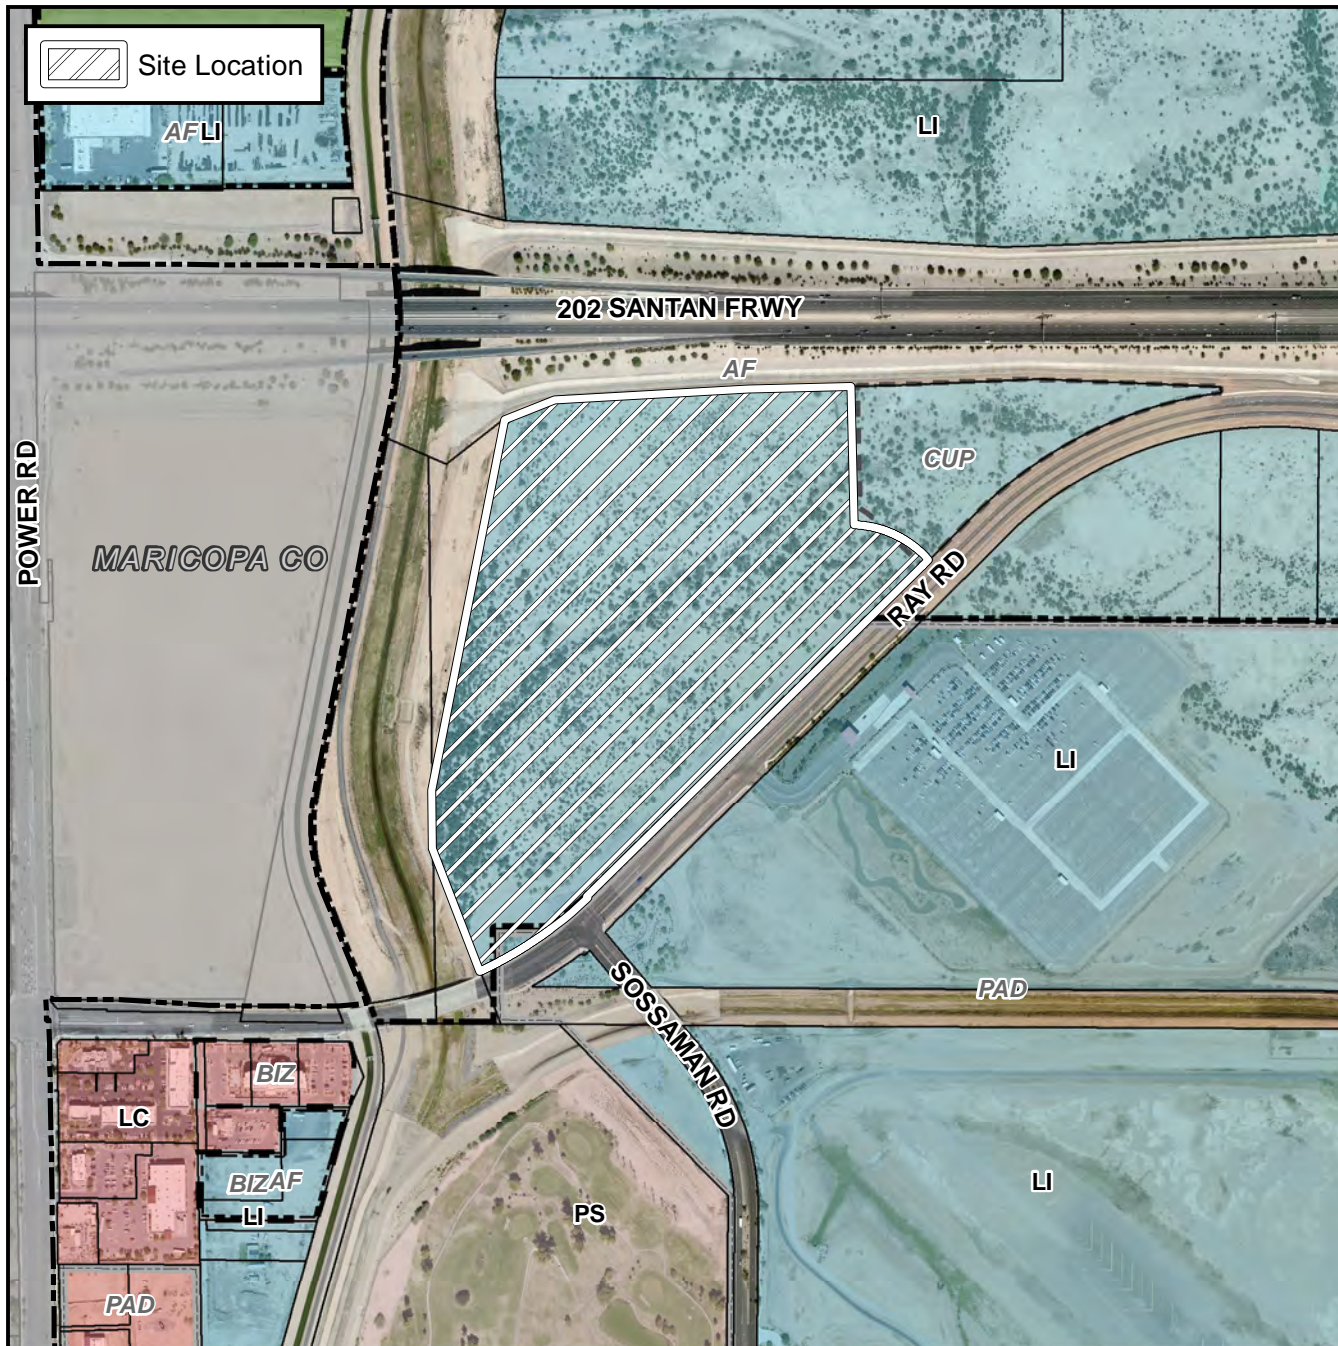 Site Location
AF LI
LI
202 SANTAN FRWY
AF
CUP
POWER RD
MARICOPA CO
RAY RD
LI
PAD
SOSSAMAN RD
BIZ
LC
BIZ AF
LI
LI
PS
PAD